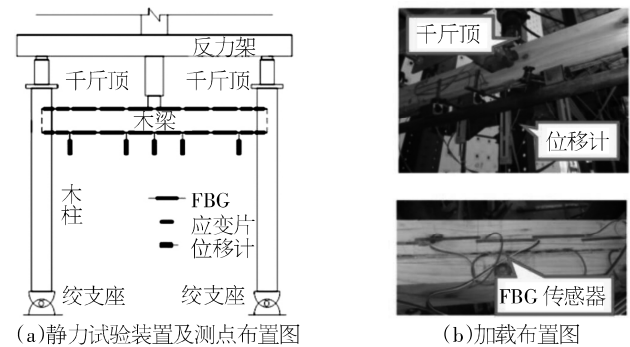 反力架
千斤顶 千斤顶
木梁
木柱
FBG
应变片
位移计
绞支座 绞支座
(a)静力试验装置及测点布置图
千斤顶
位移计
FBG 传感器
(b)加载布置图